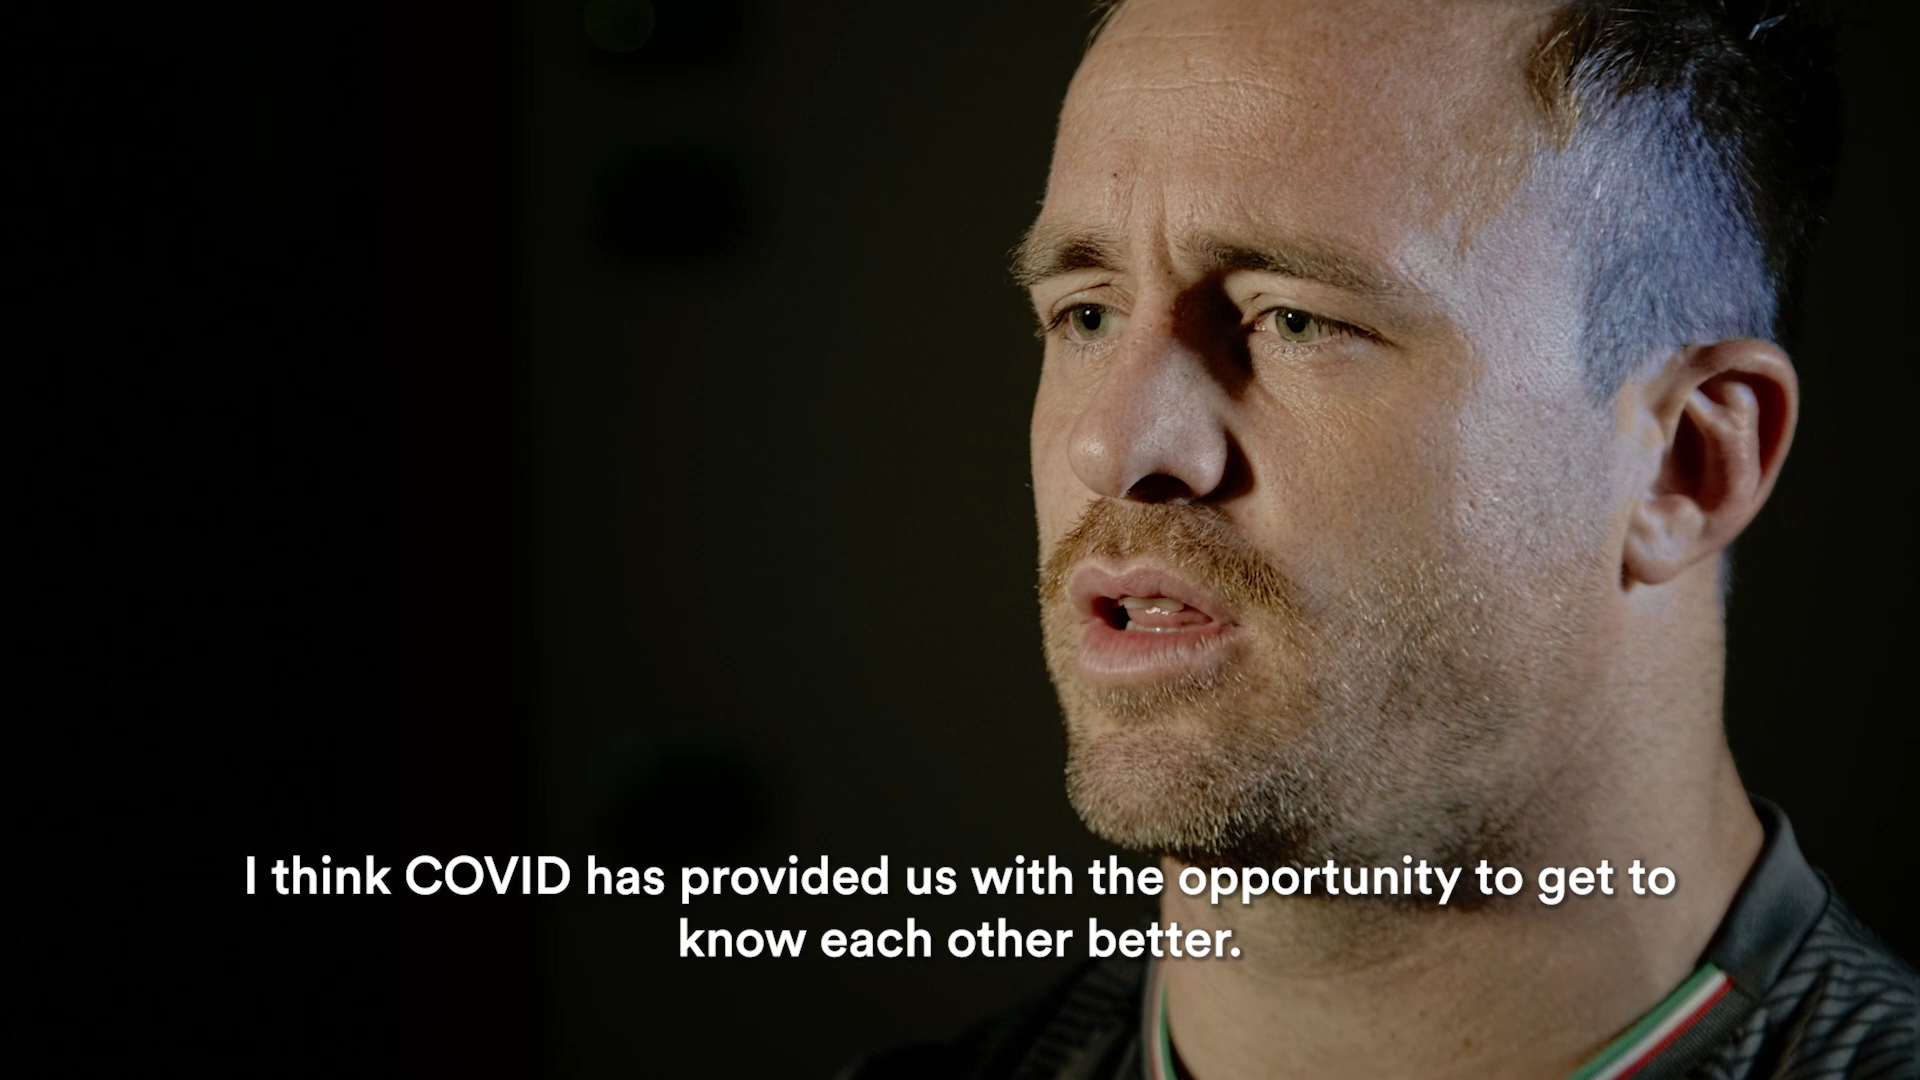 I think COVID has provided us with the opportunity to get to
know each other better.